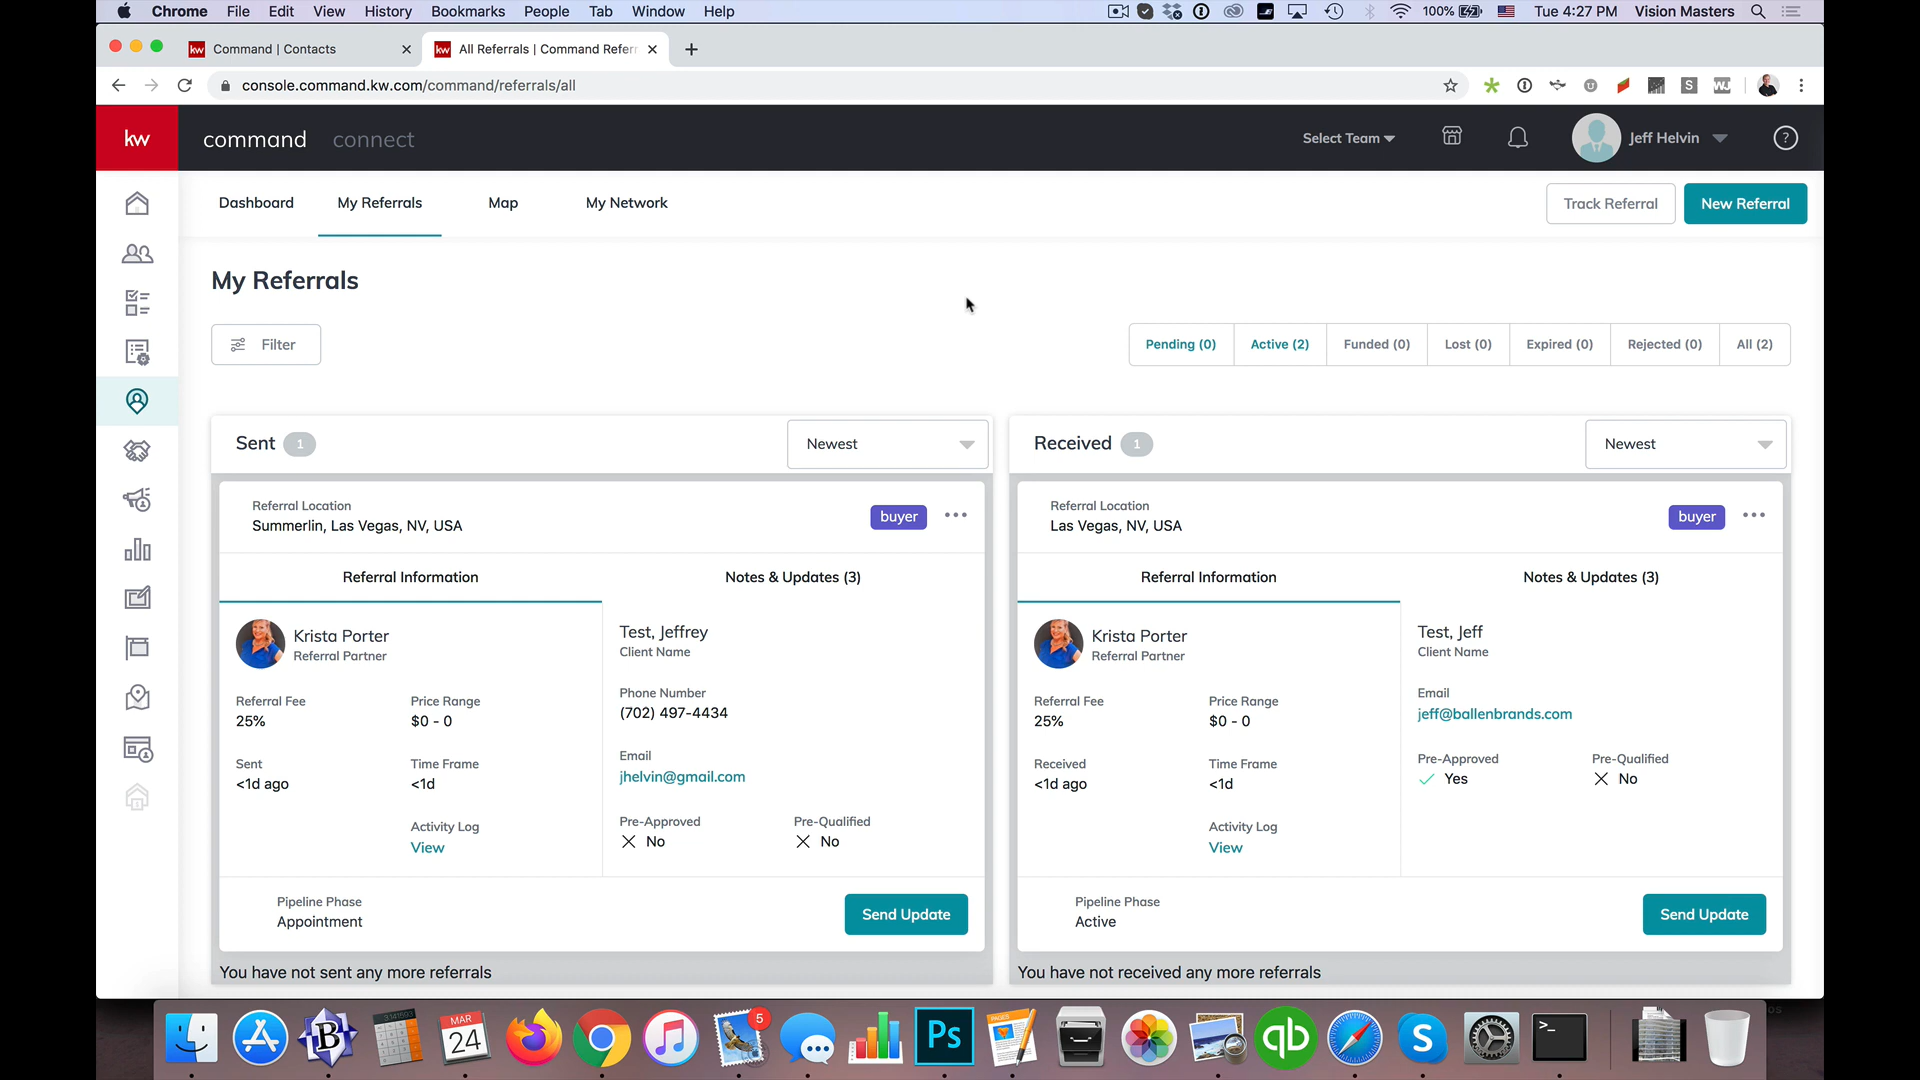 Chrome File Edit View History Bookmarks People Tab Window Help 100% Tue 4:27 PM Vision Masters
kw Command | Contacts
kw All Referrals | Command Referr
console.command.kw.com/command/referrals/all
kw command connect Select Team Jeff Helvin ?
Dashboard My Referrals Map My Network Track Referral New Referral
My Referrals
Filter Pending (0) Active (2) Funded (0) Lost (0) Expired (0) Rejected (0) All (2)
Sent 1 Newest
Referral Location
Summerlin, Las Vegas, NV, USA
buyer
Referral Information Notes & Updates (3)
Krista Porter
Referral Partner
Referral Fee Price Range
25% $0 - 0
Sent Time Frame
<1d ago <1d
Activity Log
View
Test, Jeffrey
Client Name
Phone Number
(702) 497-4434
Email
jhelvin@gmail.com
Pre-Approved Pre-Qualified
No No
Pipeline Phase
Appointment
Send Update
You have not sent any more referrals
Received 1 Newest
Referral Location
Las Vegas, NV, USA
buyer
Referral Information Notes & Updates (3)
Krista Porter
Referral Partner
Referral Fee Price Range
25% $0 - 0
Received Time Frame
<1d ago <1d
Activity Log
View
Test, Jeff
Client Name
Email
jeff@ballenbrands.com
Pre-Approved Pre-Qualified
Yes No
Pipeline Phase
Active
Send Update
You have not received any more referrals
MAR
24
5
B
Ps
PAGES
qb
S
>_